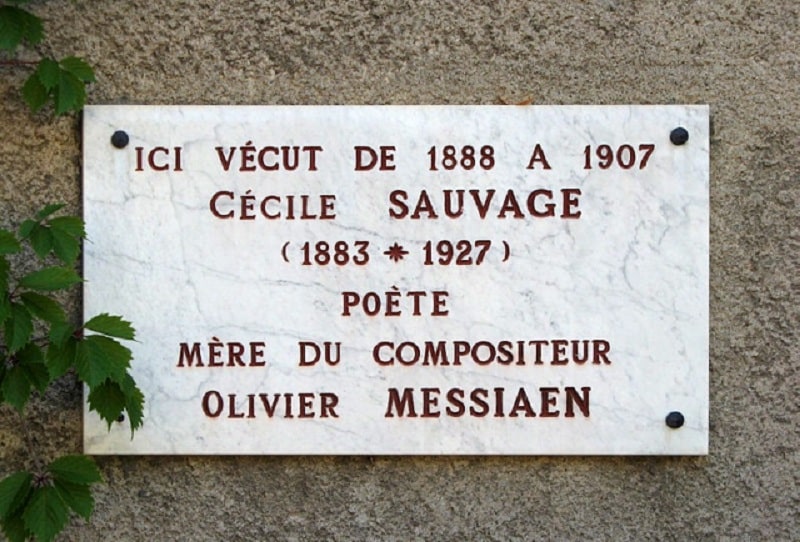 ICI VÉCUT DE 1888 A 1907
CÉCILE SAUVAGE
(1883 * 1927)
POÈTE
MÈRE DU COMPOSITEUR
OLIVIER MESSIAEN